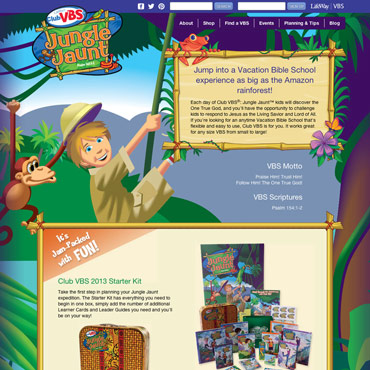 LifeWay | VBS
Club VBS
Jungle Jaunt
About
Shop
Find a VBS
Events
Planning & Tips
Blog
Jump into a Vacation Bible School
experience as big as the Amazon
rainforest!
Each day of Club VBS®: Jungle Jaunt™ kids will discover the
One True God, and you'll have the opportunity to challenge
kids to respond to Jesus as the Living Savior and Lord of All.
If you're looking for an anytime Vacation Bible School that's
flexible and easy to use, Club VBS is for you. It works great
for any size VBS from small to large!
VBS Motto
Praise Him! Trust Him!
Follow Him! The One True God!
VBS Scriptures
Psalm 154:1-2
It's
Jam-Packed
with FUN!
Club VBS 2013 Starter Kit
Take the first step in planning your Jungle Jaunt
expedition. The Starter Kit has everything you need to
begin in one box, simply add the number of additional
Learner Cards and Leader Guides you need and you'll
be on your way!
Jungle
Jaunt